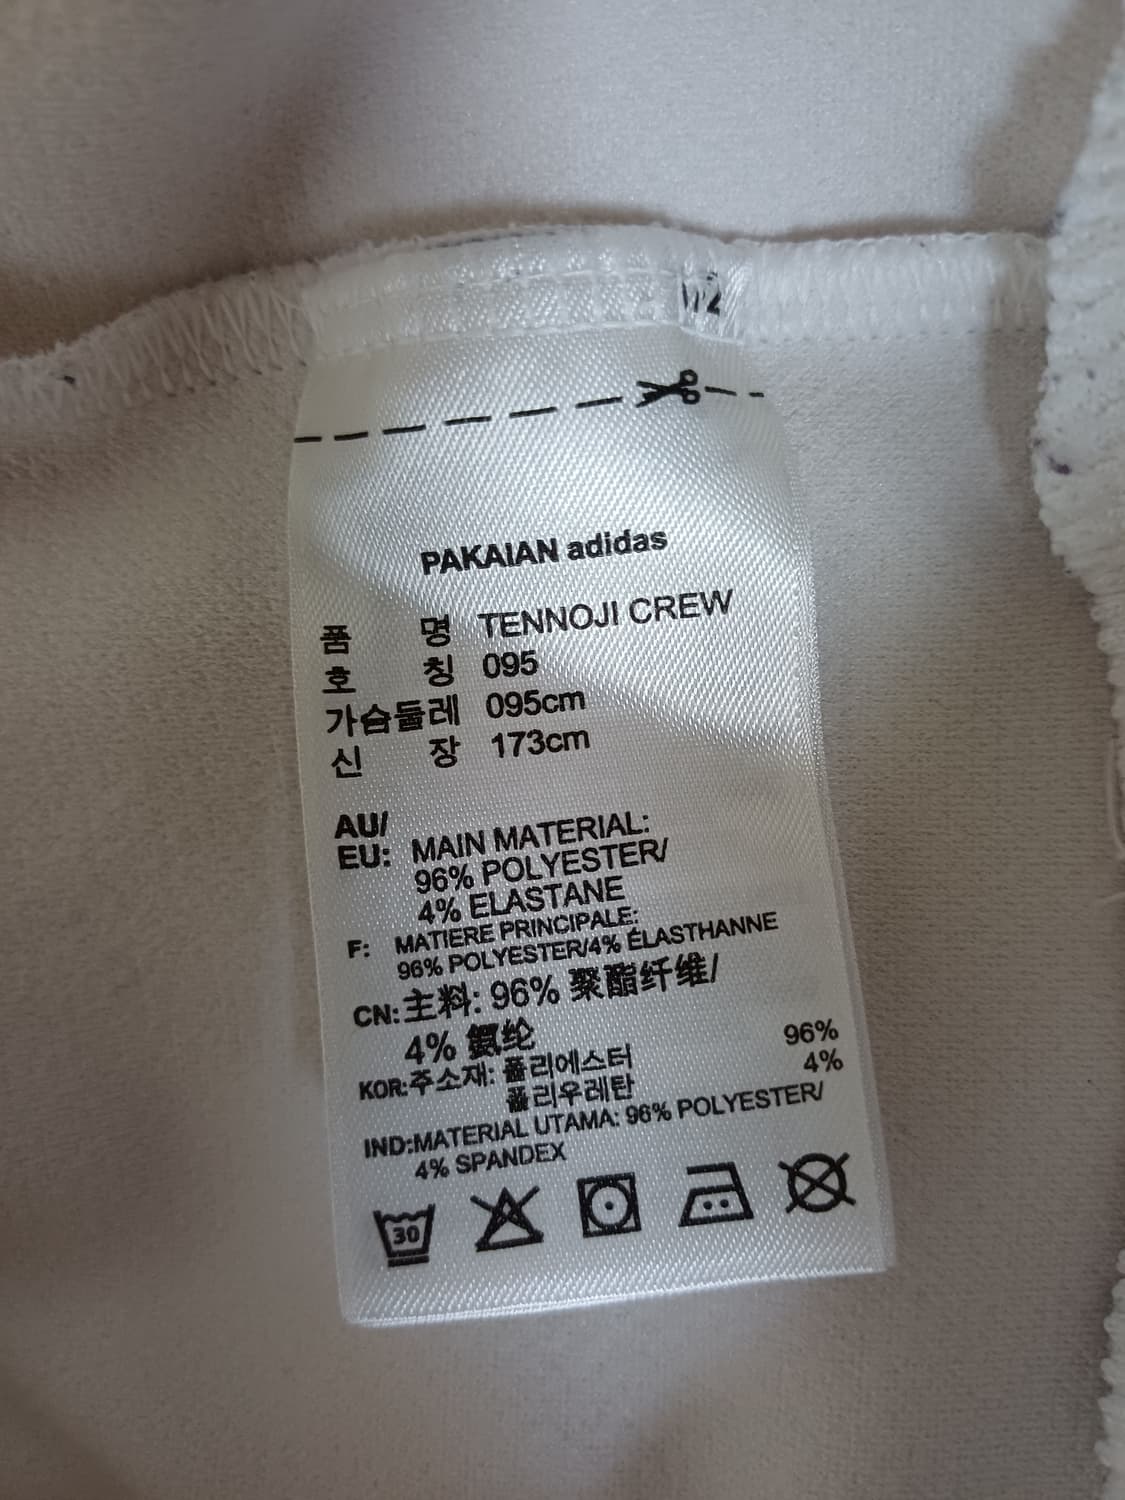 PAKAIAN adidas
품 명 TENNOJI CREW
호 칭 095
가슴둘레 095cm
신 장 173cm
AU/
EU: MAIN MATERIAL:
96% POLYESTER/
4% ELASTANE
F: MATIERE PRINCIPALE:
96% POLYESTER/4% ÉLASTHANNE
CN: 主料: 96% 聚酯纤维/
4% 氨纶
KOR:주소재: 폴리에스터 96%
폴리우레탄 4%
IND:MATERIAL UTAMA: 96% POLYESTER/
4% SPANDEX
30